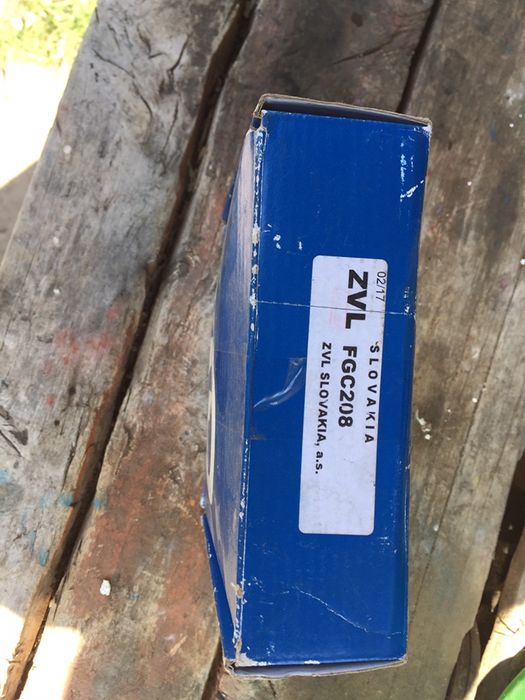 02/17
SLOVAKIA
ZVL FGC208
ZVL SLOVAKIA, a.s.